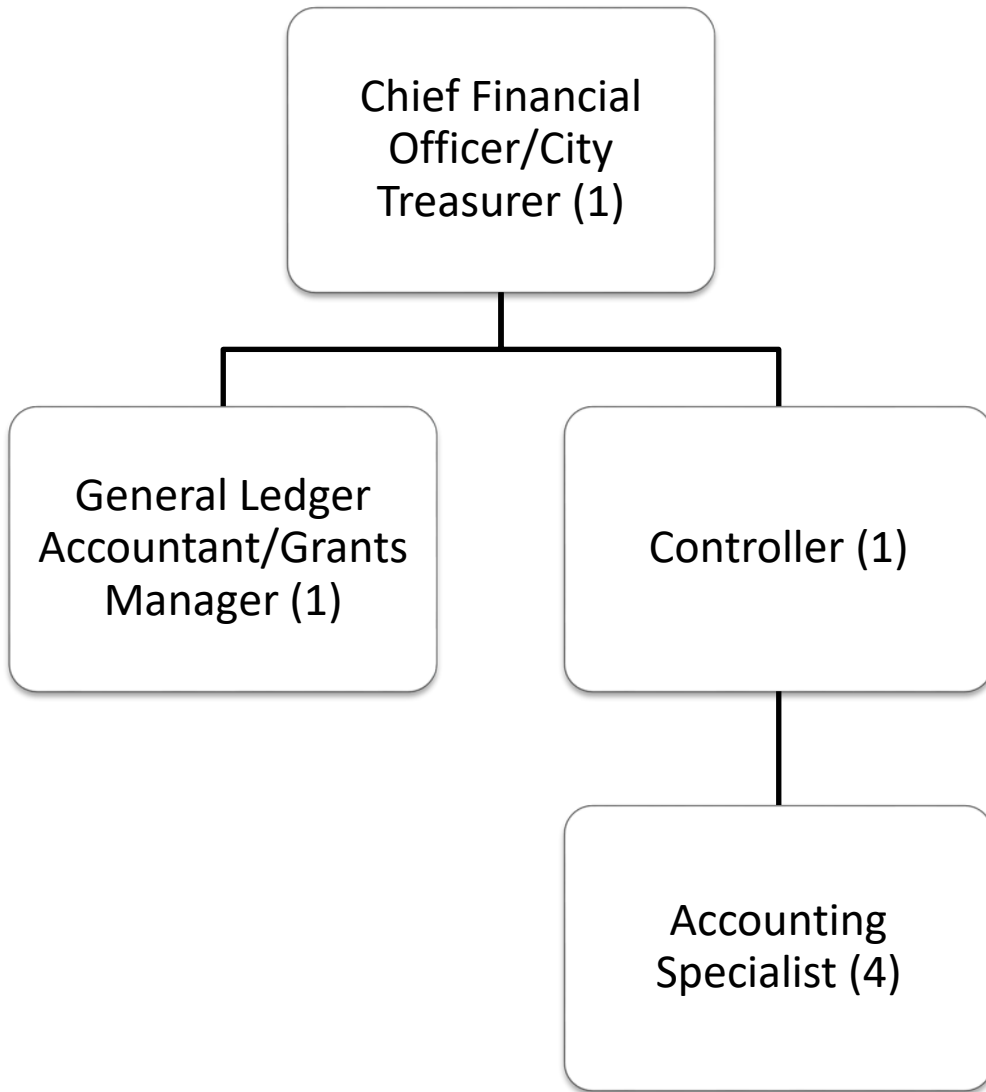 Chief Financial
Officer/City
Treasurer (1)
General Ledger
Accountant/Grants
Manager (1)
Controller (1)
Accounting
Specialist (4)